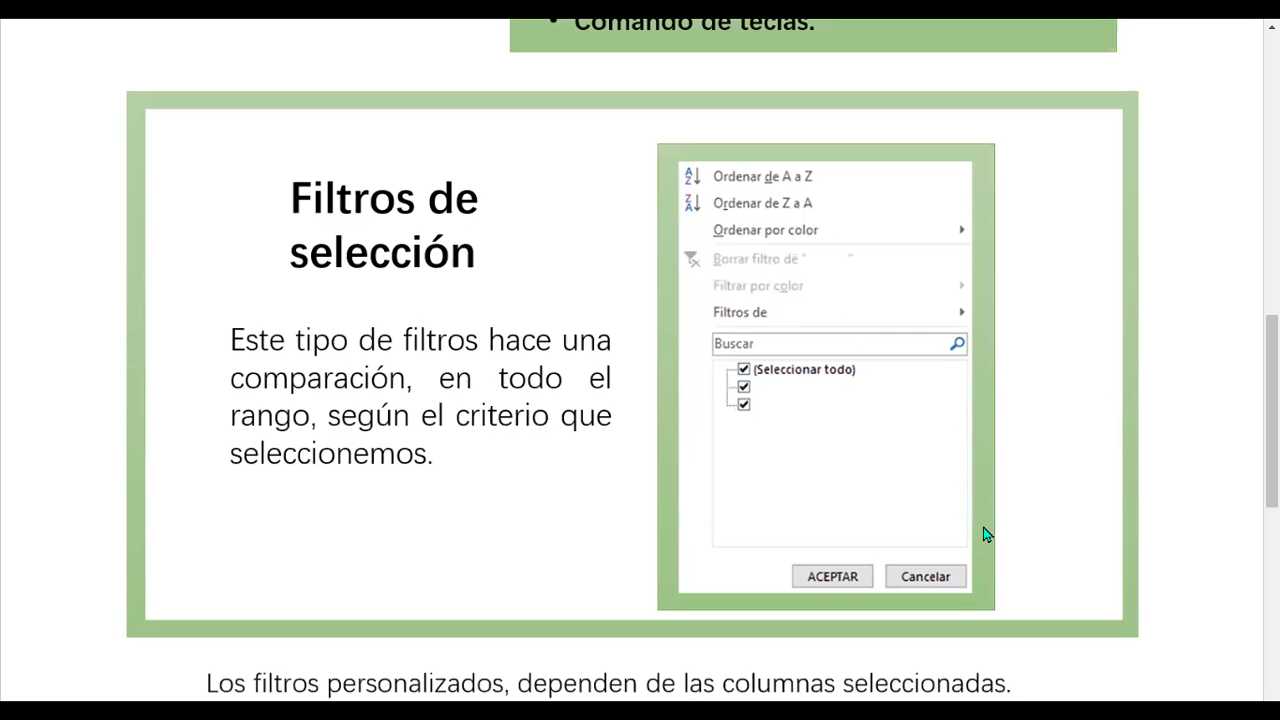 • Comando de teclas.
Filtros de
selección
Este tipo de filtros hace una
comparación, en todo el
rango, según el criterio que
seleccionemos.
Ordenar de A a Z
Ordenar de Z a A
Ordenar por color
Borrar filtro de " "
Filtrar por color
Filtros de
Buscar
(Seleccionar todo)
ACEPTAR Cancelar
Los filtros personalizados, dependen de las columnas seleccionadas.